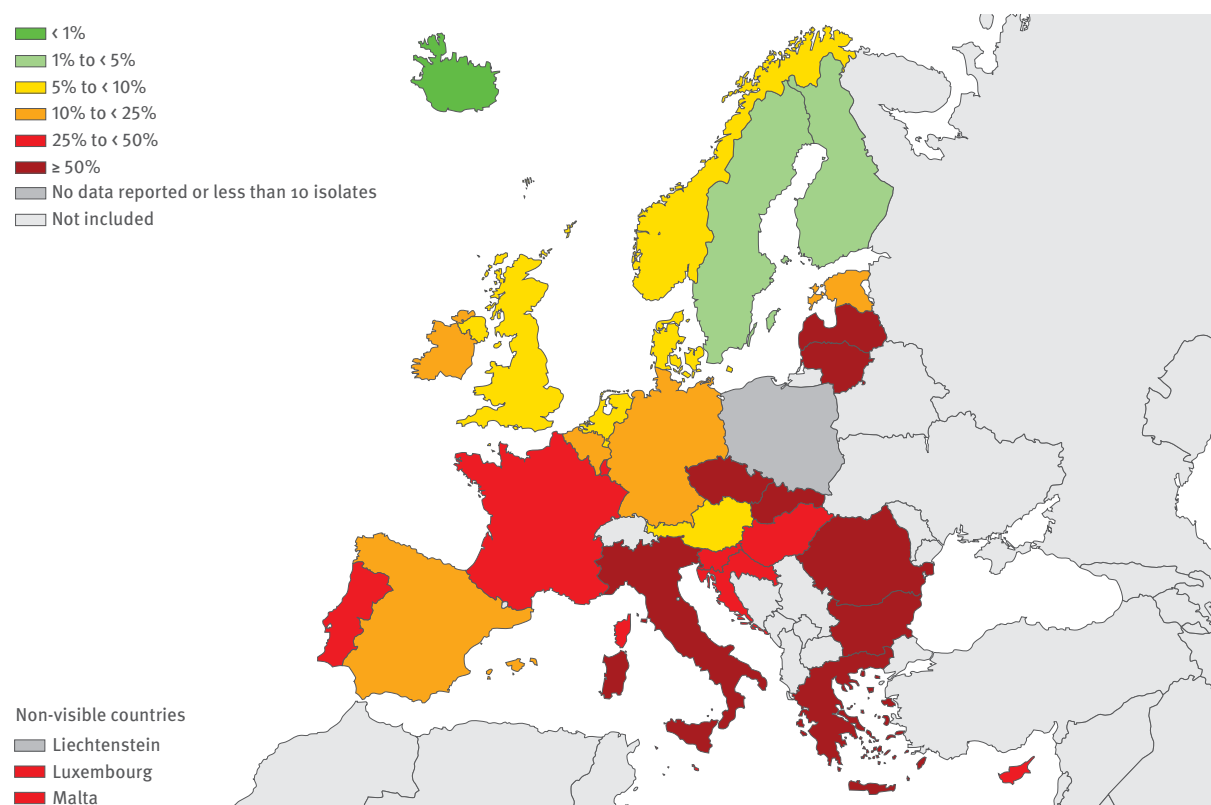 < 1%
1% to < 5%
5% to < 10%
10% to < 25%
25% to < 50%
≥ 50%
No data reported or less than 10 isolates
Not included
Non-visible countries
Liechtenstein
Luxembourg
Malta